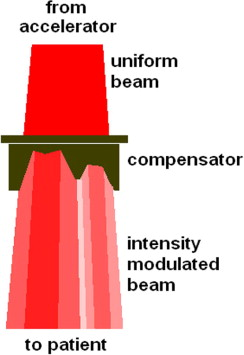 from
accelerator
uniform
beam
compensator
intensity
modulated
beam
to patient